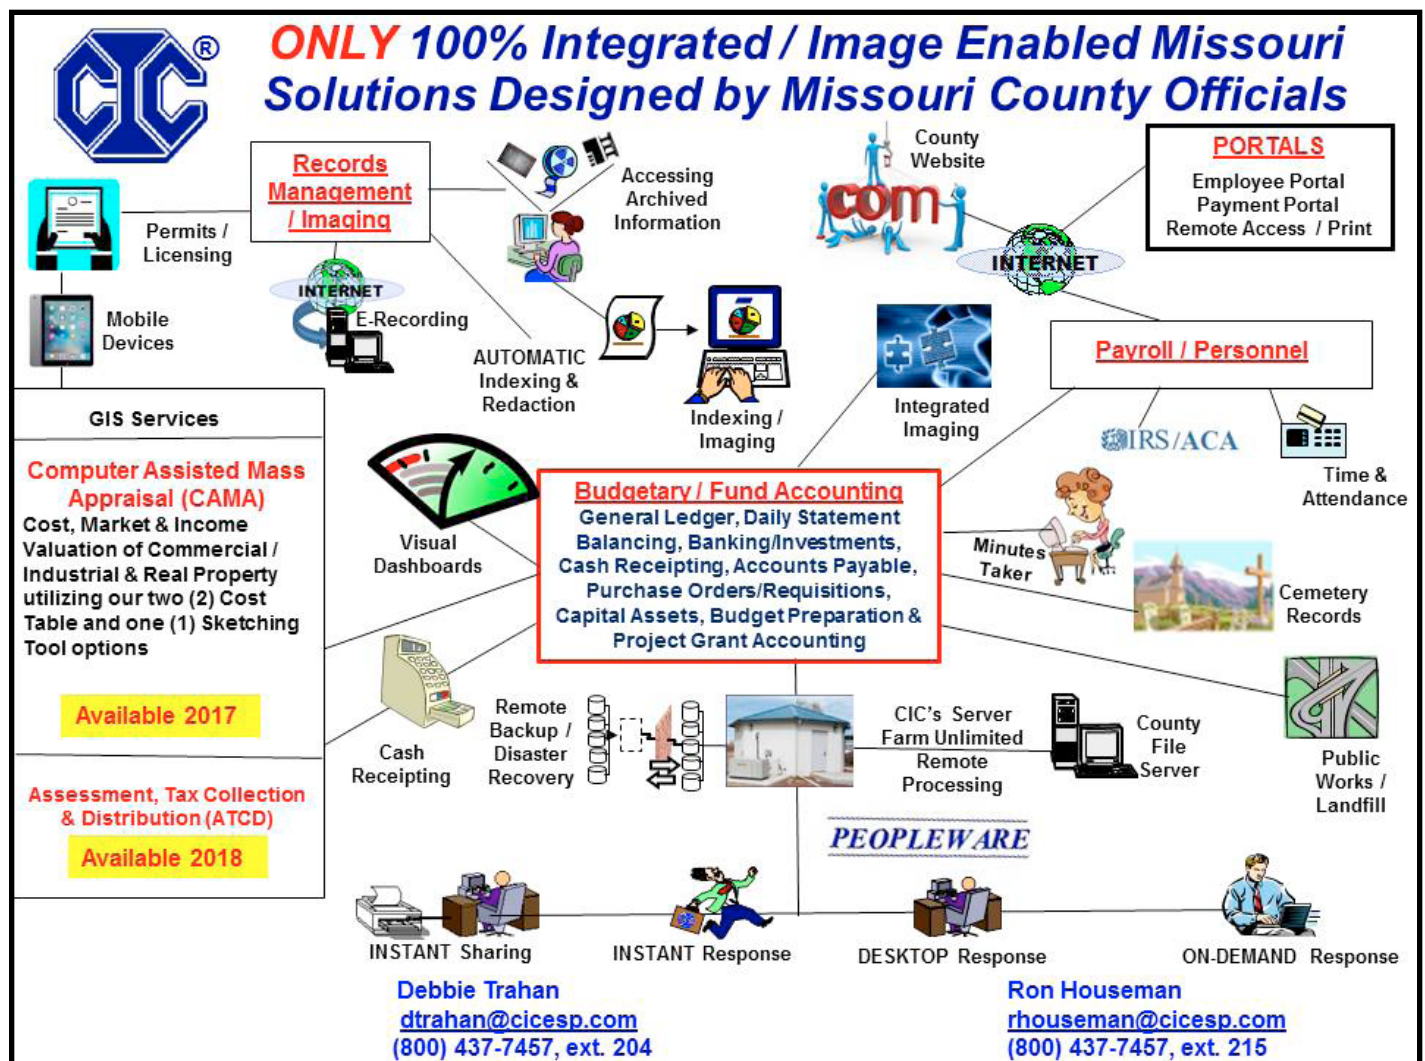 CIC®
ONLY 100% Integrated / Image Enabled Missouri
Solutions Designed by Missouri County Officials
Records
Management
/ Imaging
Permits /
Licensing
Mobile
Devices
INTERNET
E-Recording
AUTOMATIC
Indexing &
Redaction
Accessing
Archived
Information
Indexing /
Imaging
com
County
Website
INTERNET
PORTALS
Employee Portal
Payment Portal
Remote Access / Print
Integrated
Imaging
Payroll / Personnel
IRS/ACA
Time &
Attendance
GIS Services
Computer Assisted Mass
Appraisal (CAMA)
Cost, Market & Income
Valuation of Commercial /
Industrial & Real Property
utilizing our two (2) Cost
Table and one (1) Sketching
Tool options
Available 2017
Assessment, Tax Collection
& Distribution (ATCD)
Available 2018
Visual
Dashboards
Budgetary / Fund Accounting
General Ledger, Daily Statement
Balancing, Banking/Investments,
Cash Receipting, Accounts Payable,
Purchase Orders/Requisitions,
Capital Assets, Budget Preparation &
Project Grant Accounting
Minutes
Taker
Cemetery
Records
Cash
Receipting
Remote
Backup /
Disaster
Recovery
CIC's Server
Farm Unlimited
Remote
Processing
County
File
Server
Public
Works /
Landfill
PEOPLEWARE
INSTANT Sharing
INSTANT Response
DESKTOP Response
ON-DEMAND Response
Debbie Trahan
dtrahan@cicesp.com
(800) 437-7457, ext. 204
Ron Houseman
rhouseman@cicesp.com
(800) 437-7457, ext. 215